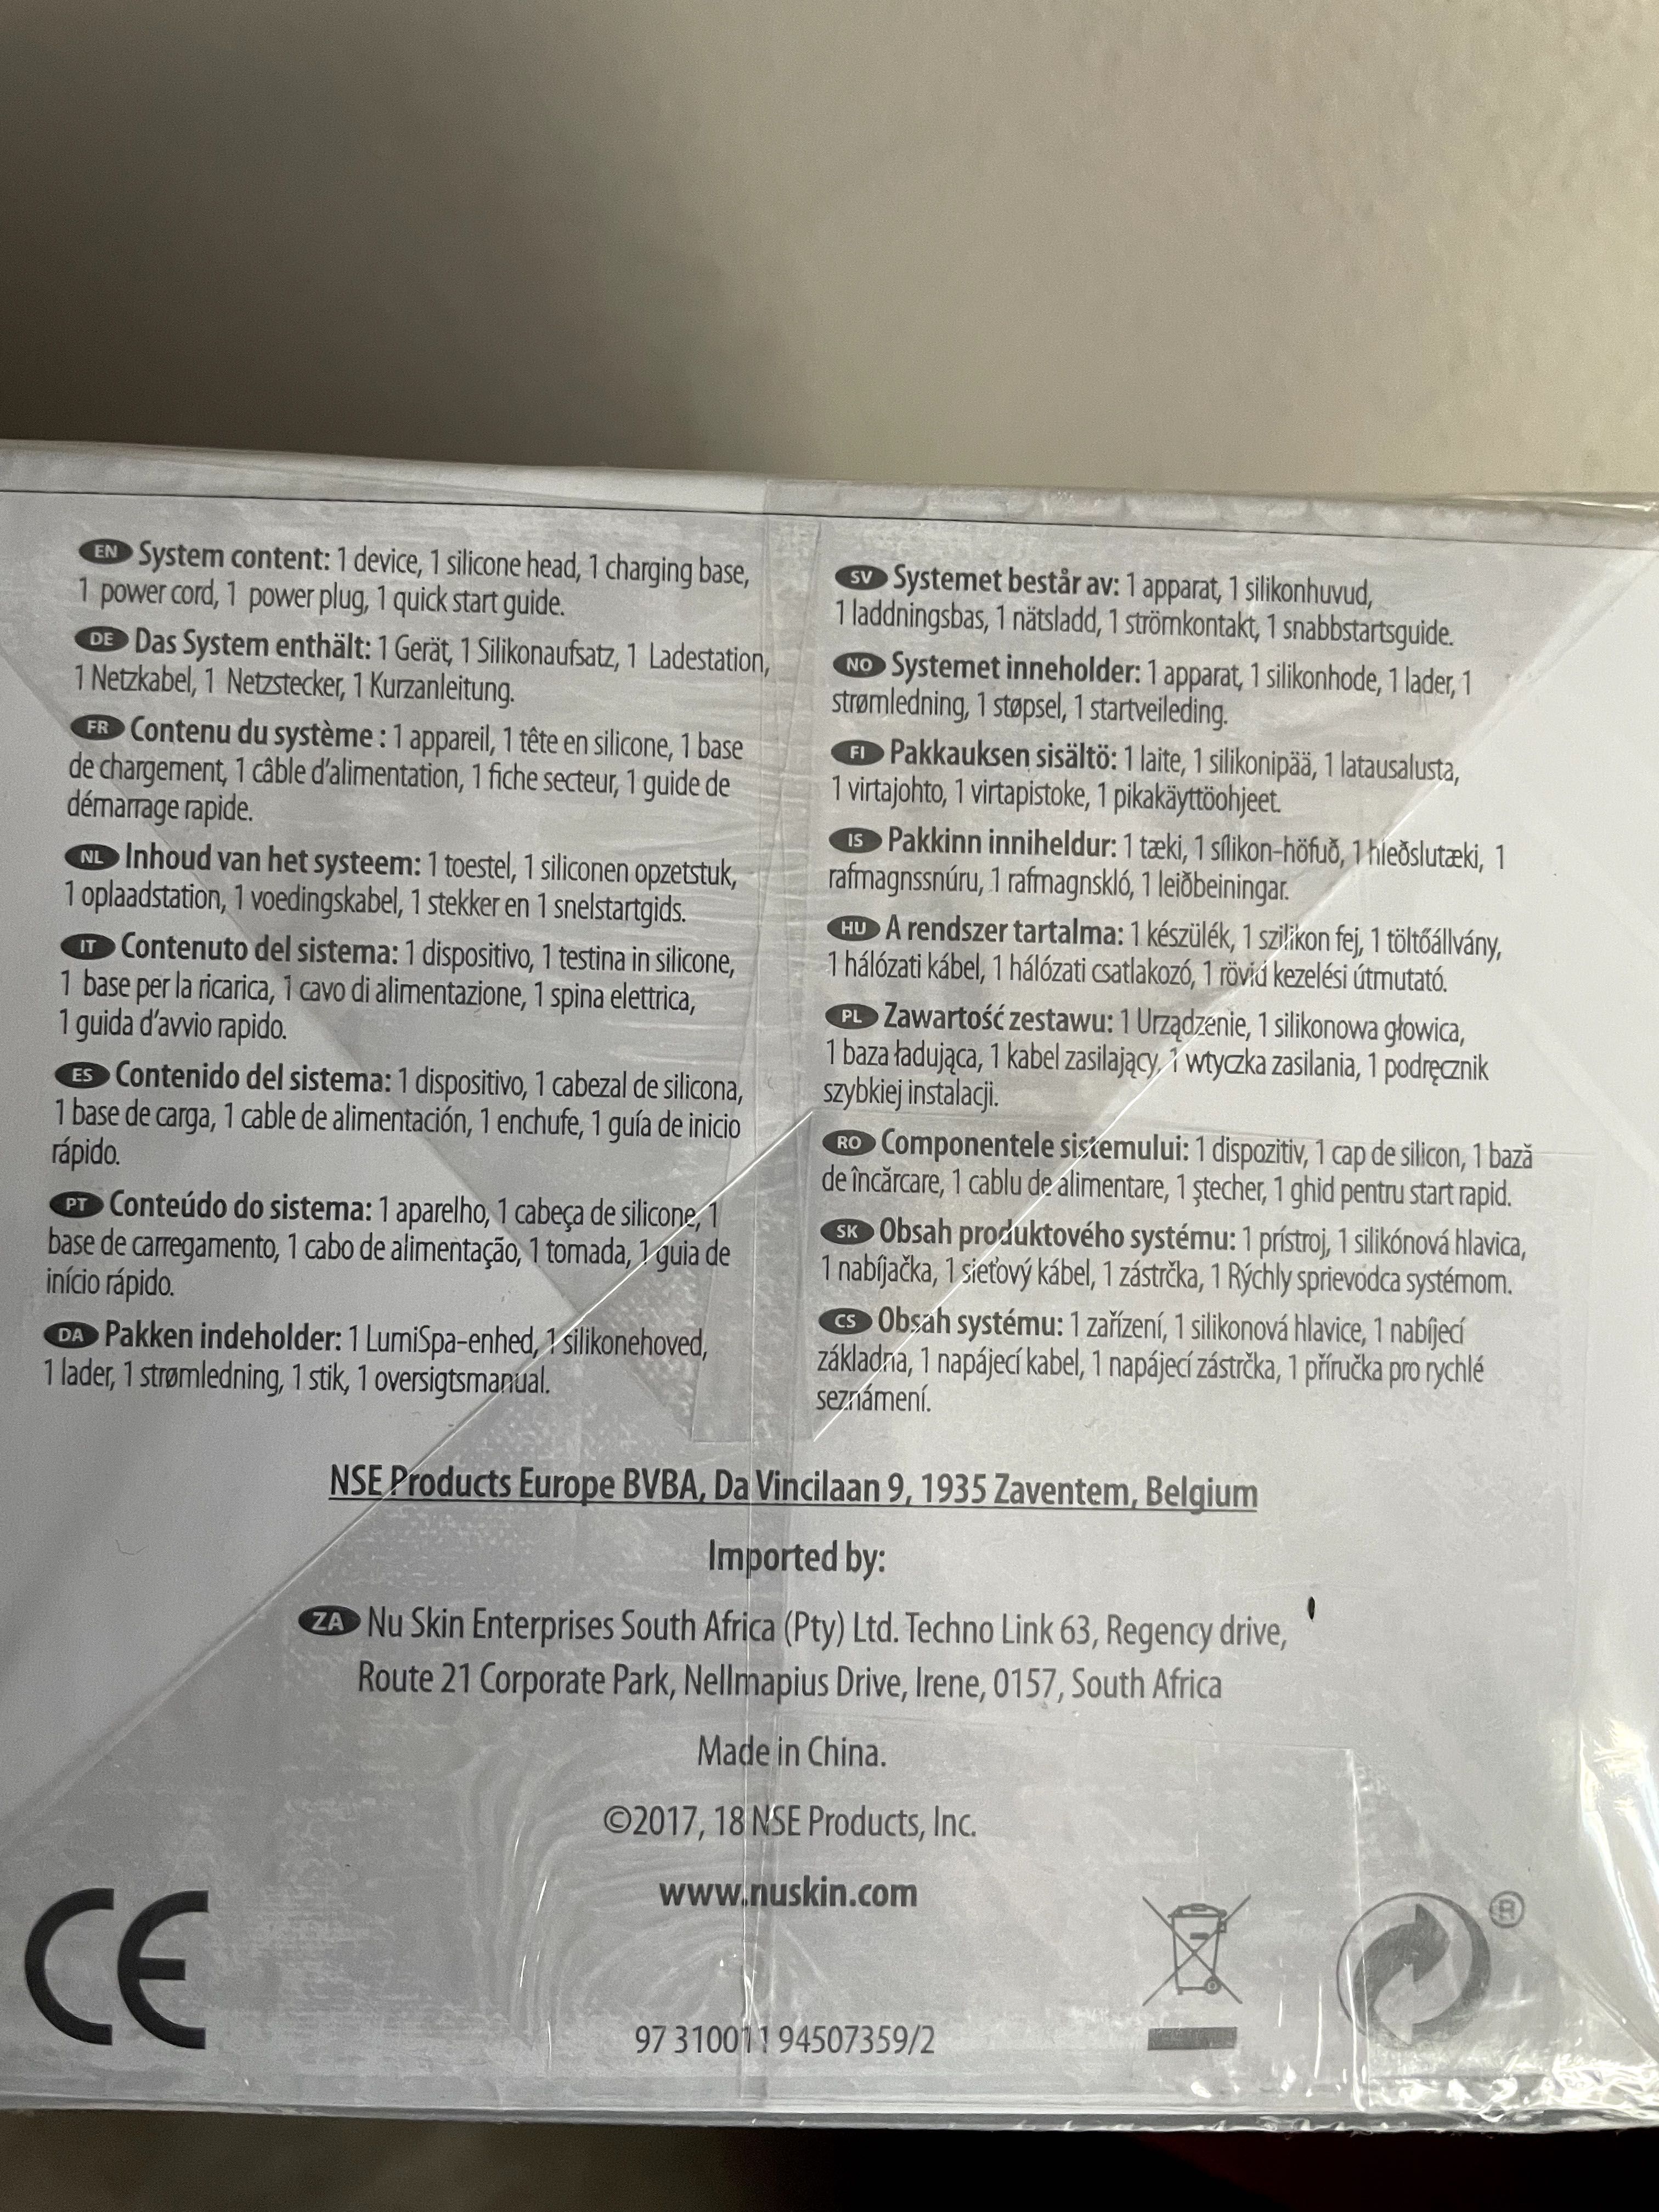 EN System content: 1 device, 1 silicone head, 1 charging base,
1 power cord, 1 power plug, 1 quick start guide.
DE Das System enthält: 1 Gerät, 1 Silikonaufsatz, 1 Ladestation,
1 Netzkabel, 1 Netzstecker, 1 Kurzanleitung.
FR Contenu du système : 1 appareil, 1 tête en silicone, 1 base
de chargement, 1 câble d'alimentation, 1 fiche secteur, 1 guide de
démarrage rapide.
NL Inhoud van het systeem: 1 toestel, 1 siliconen opzetstuk,
1 oplaadstation, 1 voedingskabel, 1 stekker en 1 snelstartgids.
IT Contenuto del sistema: 1 dispositivo, 1 testina in silicone,
1 base per la ricarica, 1 cavo di alimentazione, 1 spina elettrica,
1 guida d'avvio rapido.
ES Contenido del sistema: 1 dispositivo, 1 cabezal de silicona,
1 base de carga, 1 cable de alimentación, 1 enchufe, 1 guía de inicio
rápido.
PT Conteúdo do sistema: 1 aparelho, 1 cabeça de silicone, 1
base de carregamento, 1 cabo de alimentação, 1 tomada, 1 guia de
início rápido.
DA Pakken indeholder: 1 LumiSpa-enhed, 1 silikonehoved,
1 lader, 1 strømledning, 1 stik, 1 oversigtsmanual.
SV Systemet består av: 1 apparat, 1 silikonhuvud,
1 laddningsbas, 1 nätsladd, 1 strömkontakt, 1 snabbstartsguide.
NO Systemet inneholder: 1 apparat, 1 silikonhode, 1 lader, 1
strømledning, 1 støpsel, 1 startveileding.
FI Pakkauksen sisältö: 1 laite, 1 silikonipää, 1 latausalusta,
1 virtajohto, 1 virtapistoke, 1 pikakäyttöohjeet.
IS Pakkinn inniheldur: 1 tæki, 1 sílikon-höfuð, 1 hleðslutæki, 1
rafmagnssnúru, 1 rafmagnskló, 1 leiðbeiningar.
HU A rendszer tartalma: 1 készülék, 1 szilikon fej, 1 töltőállvány,
1 hálózati kábel, 1 hálózati csatlakozó, 1 rövid kezelési útmutató.
PL Zawartość zestawu: 1 Urządzenie, 1 silikonowa głowica,
1 baza ładująca, 1 kabel zasilający, 1 wtyczka zasilania, 1 podręcznik
szybkiej instalacji.
RO Componentele sistemului: 1 dispozitiv, 1 cap de silicon, 1 bază
de încărcare, 1 cablu de alimentare, 1 ştecher, 1 ghid pentru start rapid.
SK Obsah produktového systému: 1 prístroj, 1 silikónová hlavica,
1 nabíjačka, 1 sieťový kábel, 1 zástrčka, 1 Rýchly sprievodca systémom.
CS Obsah systému: 1 zařízení, 1 silikonová hlavice, 1 nabíjecí
základna, 1 napájecí kabel, 1 napájecí zástrčka, 1 příručka pro rychlé
seznámení.
NSE Products Europe BVBA, Da Vincilaan 9, 1935 Zaventem, Belgium
Imported by:
ZA Nu Skin Enterprises South Africa (Pty) Ltd. Techno Link 63, Regency drive,
Route 21 Corporate Park, Nellmapius Drive, Irene, 0157, South Africa
Made in China.
©2017, 18 NSE Products, Inc.
www.nuskin.com
CE
®
97 310011 94507359/2